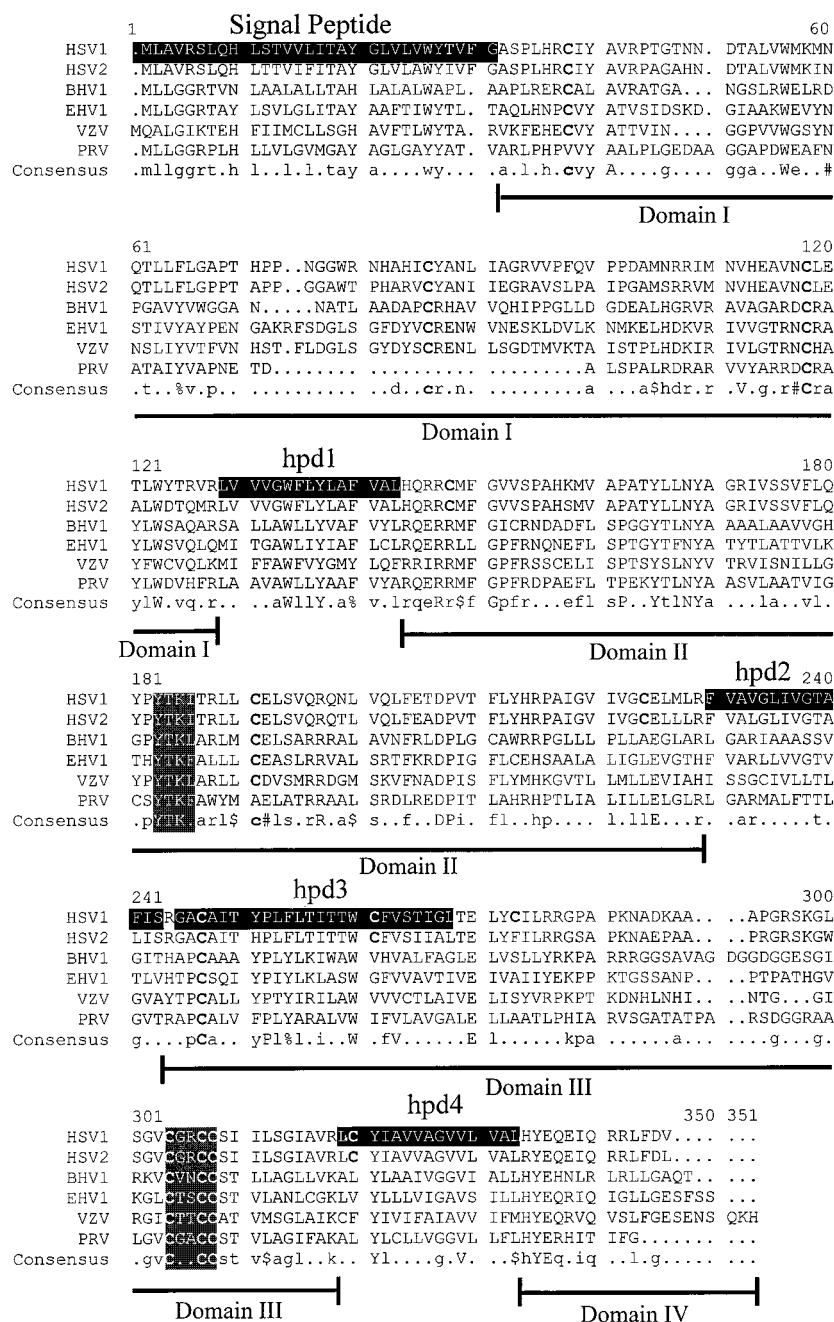 Signal Peptide
1 60
HSV1 .MLAVRSLQH LSTVVLITAY GLVLVWYTVF GASPLHRCIY AVRPTGTNN. DTALVWMKMN
HSV2 .MLAVRSLQH LTTVIFITAY GLVLAWYIVF GASPLHRCIY AVRPAGAHN. DTALVWMKIN
BHV1 .MLLGGRTVN LAALALLTAH LALALWAPL. AAPLRERCAL AVRATGA... NGSLRWELRD
EHV1 .MLLGGRTAY LSVLGLITAY AAFTIWYTL. TAQLHNPCVY ATVSIDSKD. GIAAKWEVYN
VZV MQALGIKTEH FIIMCLLSGH AVFTLWYTA. RVKFEHECVY ATTVIN.... GGPVVWGSYN
PRV .MLLGGRPLH LLVLGVMGAY AGLGAYYAT. VARLPHPVVY AALPLGEDAA GGAPDWEAFN
Consensus .mllggrt.h l..l.l.tay a....wy... .a.l.h.cvy A....g.... gga.We..#
Domain I
61 120
HSV1 QTLLFLGAPT HPP..NGGWR NHAHICYANL IAGRVVPFQV PPDAMNRRIM NVHEAVNCLE
HSV2 QTLLFLGPPT APP..GGAWT PHARVCYANI IEGRAVSLPA IPGAMSRRVM NVHEAVNCLE
BHV1 PGAVYVWGGA N.....NATL AADAPCRHAV VQHIPPGLLD GDEALHGRVR AVAGARDCRA
EHV1 STIVYAYPEN GAKRFSDGLS GFDYVCRENW VNESKLDVLK NMKELHDKVR IVVGTRNCRA
VZV NSLIYVTFVN HST.FLDGLS GYDYSCRENL LSGDTMVKTA ISTPLHDKIR IVLGTRNCHA
PRV ATAIYVAPNE TD........ .......... .........A LSPALRDRAR VVYARRDCRA
Consensus .t..%v.p.. .......... ..d..cr.n. .........a ..a$hdr.r .V.g.r#Cra
Domain I
hpd1
121 180
HSV1 TLWYTRVRLV VVVGWFLYLAF VALHQRRCMF GVVSPAHKMV APATYLLNYA GRIVSSVFLQ
HSV2 ALWDTQMRLV VVVGWFLYLAF VALHQRRCMF GVVSPAHSMV APATYLLNYA GRIVSSVFLQ
BHV1 YLWSAQARSA LLAWLLYVAF VYARQERRMF GICRNDADFL SPGGYTLNYA AAALAAVVGH
EHV1 YLWSVQLQMI TGAWLIYIAF LCLRQERRLL GPFRNQNEFL SPTGYTFNYA TYTLATTVLK
VZV YFWCVQLKMI FFAWFVYGMY LQFRRIRRMF GPFRSSCELI SPTSYSLNYV TRVISNILLG
PRV YLWDVHFRLA AVAWLLYAAF VYARQERRMF GPFRDPAEFL TPEKYTLNYA ASVLAATVIG
Consensus ylW.vq.r.. ..aWllY.a% v.lrqeRr$f Gpfr...efl sP..YtlNYa ...la..vl.
Domain I Domain II
hpd2
181 240
HSV1 YPYTKITRLL CELSVQRQNL VQLFETDPVT FLYHRPAIGV IVGCELMLRF VAVGLIVGTA
HSV2 YPYTKITRLL CELSVQRQTL VQLFEADPVT FLYHRPAIGV IVGCELLLRF VALGLIVGTA
BHV1 GPYTKLARLM CELSARRRAL AVNFRLDPLG CAWRRPGLLL PLLAEGLARL GARIAAASSV
EHV1 THYTKFALLL CEASLRRVAL SRTFKRDPIG FLCEHSAALA LIGLEVGTHF VARLLVVGTV
VZV YPYTKLARLL CDVSMRRDGM SKVFNADPIS FLYMHKGVTL LMLLEVIAHI SSGCIVLLTL
PRV CSYTKFAWYM AELATRRAAL SRDLREDPIT LAHRHPTLIA LILLELGLRL GARMALFTTL
Consensus .pYTK.arl$ c#ls.rRa$ s..f..DPi. fl..hp.... l.llE...r. .ar.....t.
Domain II
hpd3
241 300
HSV1 FISRGACAIT YPLFLTITTW CFVSTIGLTE LYCILRRGPA PKNADKAA.. .APGRSKGL
HSV2 LISRGACAIT HPLFLTITTW CFVSIIALTE LYFILRRGSA PKNAEPAA.. .PRGRSKGW
BHV1 GITHAPCAAA YPLYLKIWAW VHVALFAGLE LVSLLYRKPA RRRGGSAVAG DGGDGGESGI
EHV1 TLVHTPCSQI YPIYLKLASW GFVVAVTIVE IVAIIYEKPP KTGSSANP.. .PTPATHGV
VZV GVAYTPCALL YPTYIRILAW VVVCTLAIVE LISYVRPKPT KDNHLNHI.. .NTG...GI
PRV GVTRAPCALV FPLYARALVW IFVLAVGALE LLAATLPHIA RVSGATATPA .RSDGGRAA
Consensus g....pCa.. yPl%l.i..W .fV.....E l......kpa .....a.... .....g.g.
Domain III
hpd4
301 350 351
HSV1 SGVCGRCCSI ILSGIAVRLC YIAVVAGVVL VALHYEQEIQ RRLFDV.... ...
HSV2 SGVCGRCCSI ILSGIAVRLC YIAVVAGVVL VALRYEQEIQ RRLFDL.... ...
BHV1 RKVCVNCCST LLAGLLVKAL YLAAIVGGVI ALLHYEHNLR LRLLGAQT.. ...
EHV1 KGLCTSCCST VLANLCGKLV YLLLVIGAVS ILLHYEQRIQ IGLLGESFSS ...
VZV RGICTTCCAT VMSGLAIKCF YIVIFAIAVV IFMHYEQRVQ VSLFGESENS QKH
PRV LGVCGACCST VLAGIFAKAL YLCLLVGGVL LFLHYERHIT IFG....... ...
Consensus .gvC..CCst v$agl..k.. Yl....g.V. ..$hYEq.iq ..l.g..... ...
Domain III Domain IV